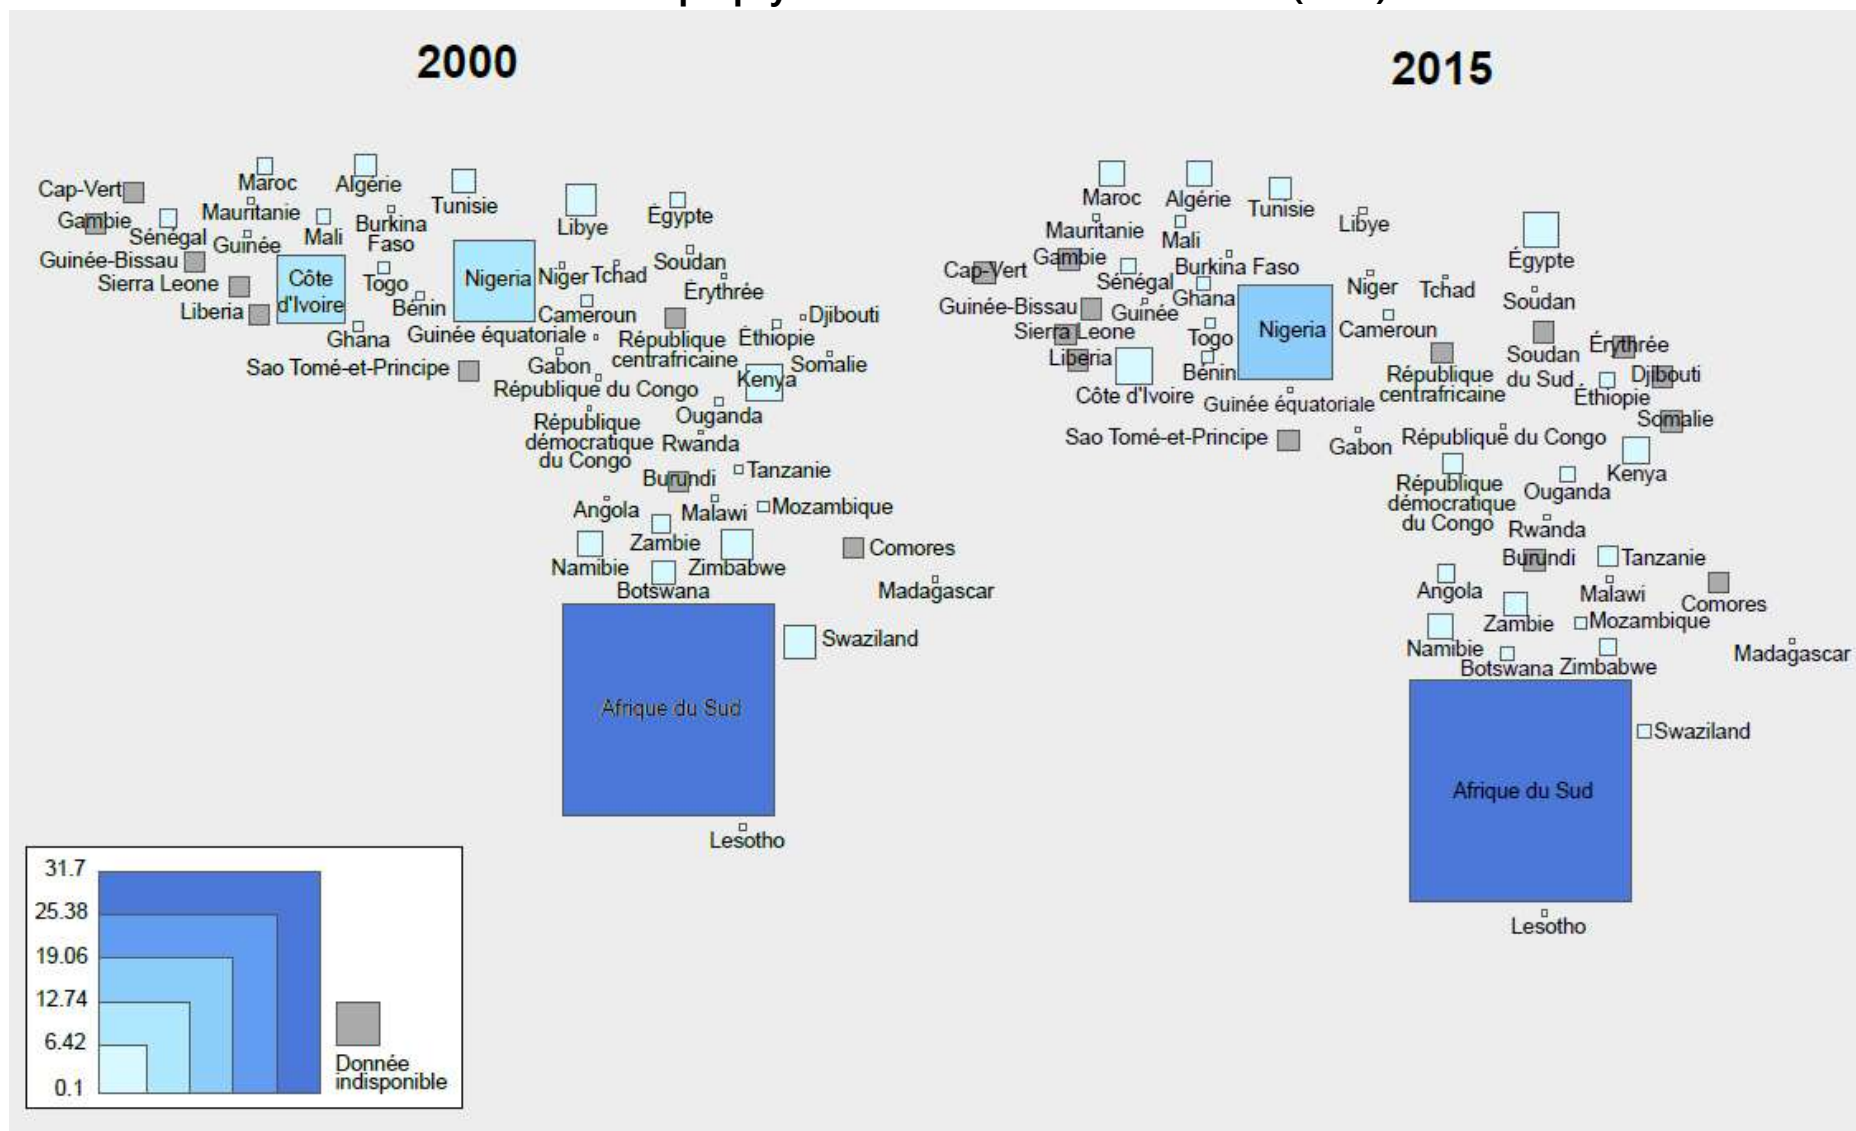 2000
2015
Cap-Vert
Maroc
Algérie
Tunisie
Gambie
Sénégal
Mauritanie
Guinée
Mali
Burkina
Faso
Libye
Égypte
Guinée-Bissau
Sierra Leone
Liberia
Côte
d'Ivoire
Togo
Bénin
Ghana
Nigeria
Niger
Tchad
Soudan
Érythrée
Cameroun
Guinée équatoriale
République
centrafricaine
Éthiopie
Djibouti
Somalie
Sao Tomé-et-Principe
Gabon
République du Congo
Kenya
Ouganda
République
démocratique
du Congo
Rwanda
Burundi
Tanzanie
Angola
Malawi
Mozambique
Zambie
Namibie
Zimbabwe
Botswana
Comores
Madagascar
Swaziland
Afrique du Sud
Lesotho
Maroc
Algérie
Tunisie
Libye
Mauritanie
Mali
Égypte
Cap-Vert
Gambie
Sénégal
Burkina Faso
Guinée-Bissau
Guinée
Ghana
Niger
Tchad
Soudan
Sierra Leone
Liberia
Togo
Nigeria
Cameroun
Bénin
Côte d'Ivoire
Guinée équatoriale
République
centrafricaine
Soudan
du Sud
Érythrée
Djibouti
Éthiopie
Somalie
Sao Tomé-et-Principe
Gabon
République du Congo
Kenya
République
démocratique
du Congo
Ouganda
Rwanda
Burundi
Tanzanie
Angola
Malawi
Comores
Zambie
Mozambique
Namibie
Botswana
Zimbabwe
Madagascar
Swaziland
Afrique du Sud
Lesotho
31.7
25.38
19.06
12.74
6.42
0.1
Donnée
indisponible